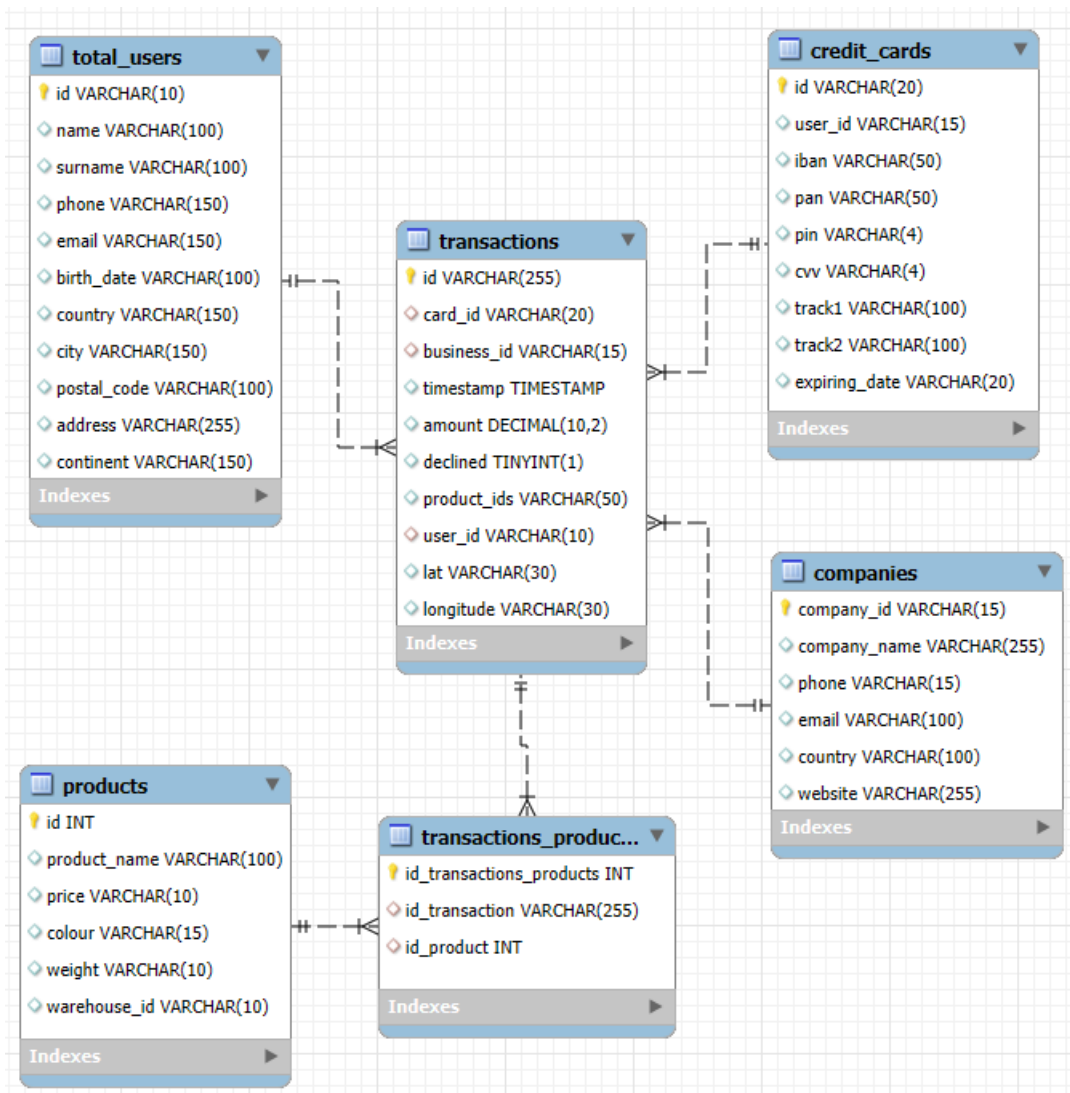 total_users
id VARCHAR(10)
name VARCHAR(100)
surname VARCHAR(100)
phone VARCHAR(150)
email VARCHAR(150)
birth_date VARCHAR(100)
country VARCHAR(150)
city VARCHAR(150)
postal_code VARCHAR(100)
address VARCHAR(255)
continent VARCHAR(150)
Indexes
credit_cards
id VARCHAR(20)
user_id VARCHAR(15)
iban VARCHAR(50)
pan VARCHAR(50)
pin VARCHAR(4)
cvv VARCHAR(4)
track1 VARCHAR(100)
track2 VARCHAR(100)
expiring_date VARCHAR(20)
Indexes
transactions
id VARCHAR(255)
card_id VARCHAR(20)
business_id VARCHAR(15)
timestamp TIMESTAMP
amount DECIMAL(10,2)
declined TINYINT(1)
product_ids VARCHAR(50)
user_id VARCHAR(10)
lat VARCHAR(30)
longitude VARCHAR(30)
Indexes
companies
company_id VARCHAR(15)
company_name VARCHAR(255)
phone VARCHAR(15)
email VARCHAR(100)
country VARCHAR(100)
website VARCHAR(255)
Indexes
products
id INT
product_name VARCHAR(100)
price VARCHAR(10)
colour VARCHAR(15)
weight VARCHAR(10)
warehouse_id VARCHAR(10)
Indexes
transactions_produc...
id_transactions_products INT
id_transaction VARCHAR(255)
id_product INT
Indexes